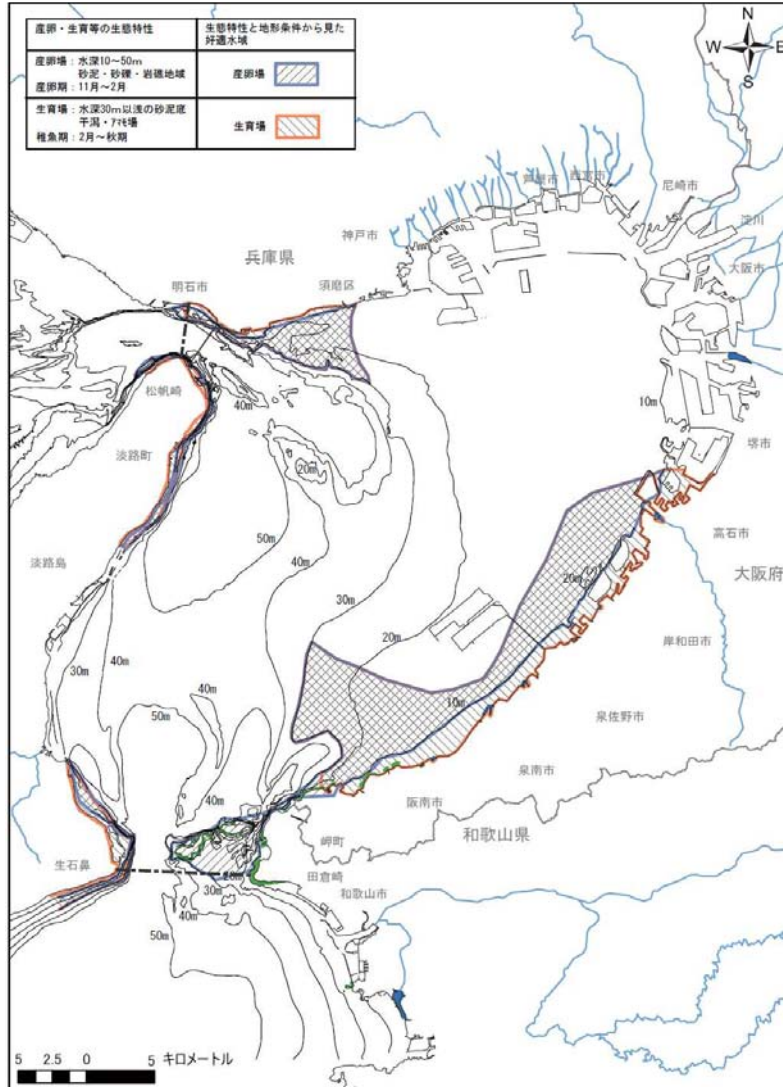 産卵・生育等の生態特性
生態特性と地形条件から見た
好適水域
産卵場：水深10～50m
砂泥・砂礫・岩礁地域
産卵期：11月～2月
産卵場
生育場：水深30m以浅の砂泥底
干潟・アマモ場
稚魚期：2月～秋期
生育場
N
W
E
S
芦屋市
西宮市
尼崎市
神戸市
淀川
兵庫県
大阪市
明石市
須磨区
松帆崎
40m
10m
堺市
淡路町
20m
50m
高石市
淡路島
40m
大阪府
20m
30m
20m
岸和田市
30m
40m
40m
10m
50m
泉佐野市
泉南市
40m
阪南市
和歌山県
岬町
生石鼻
田倉崎
20m
30m
和歌山市
40m
50m
5 2.5 0 5 キロメートル